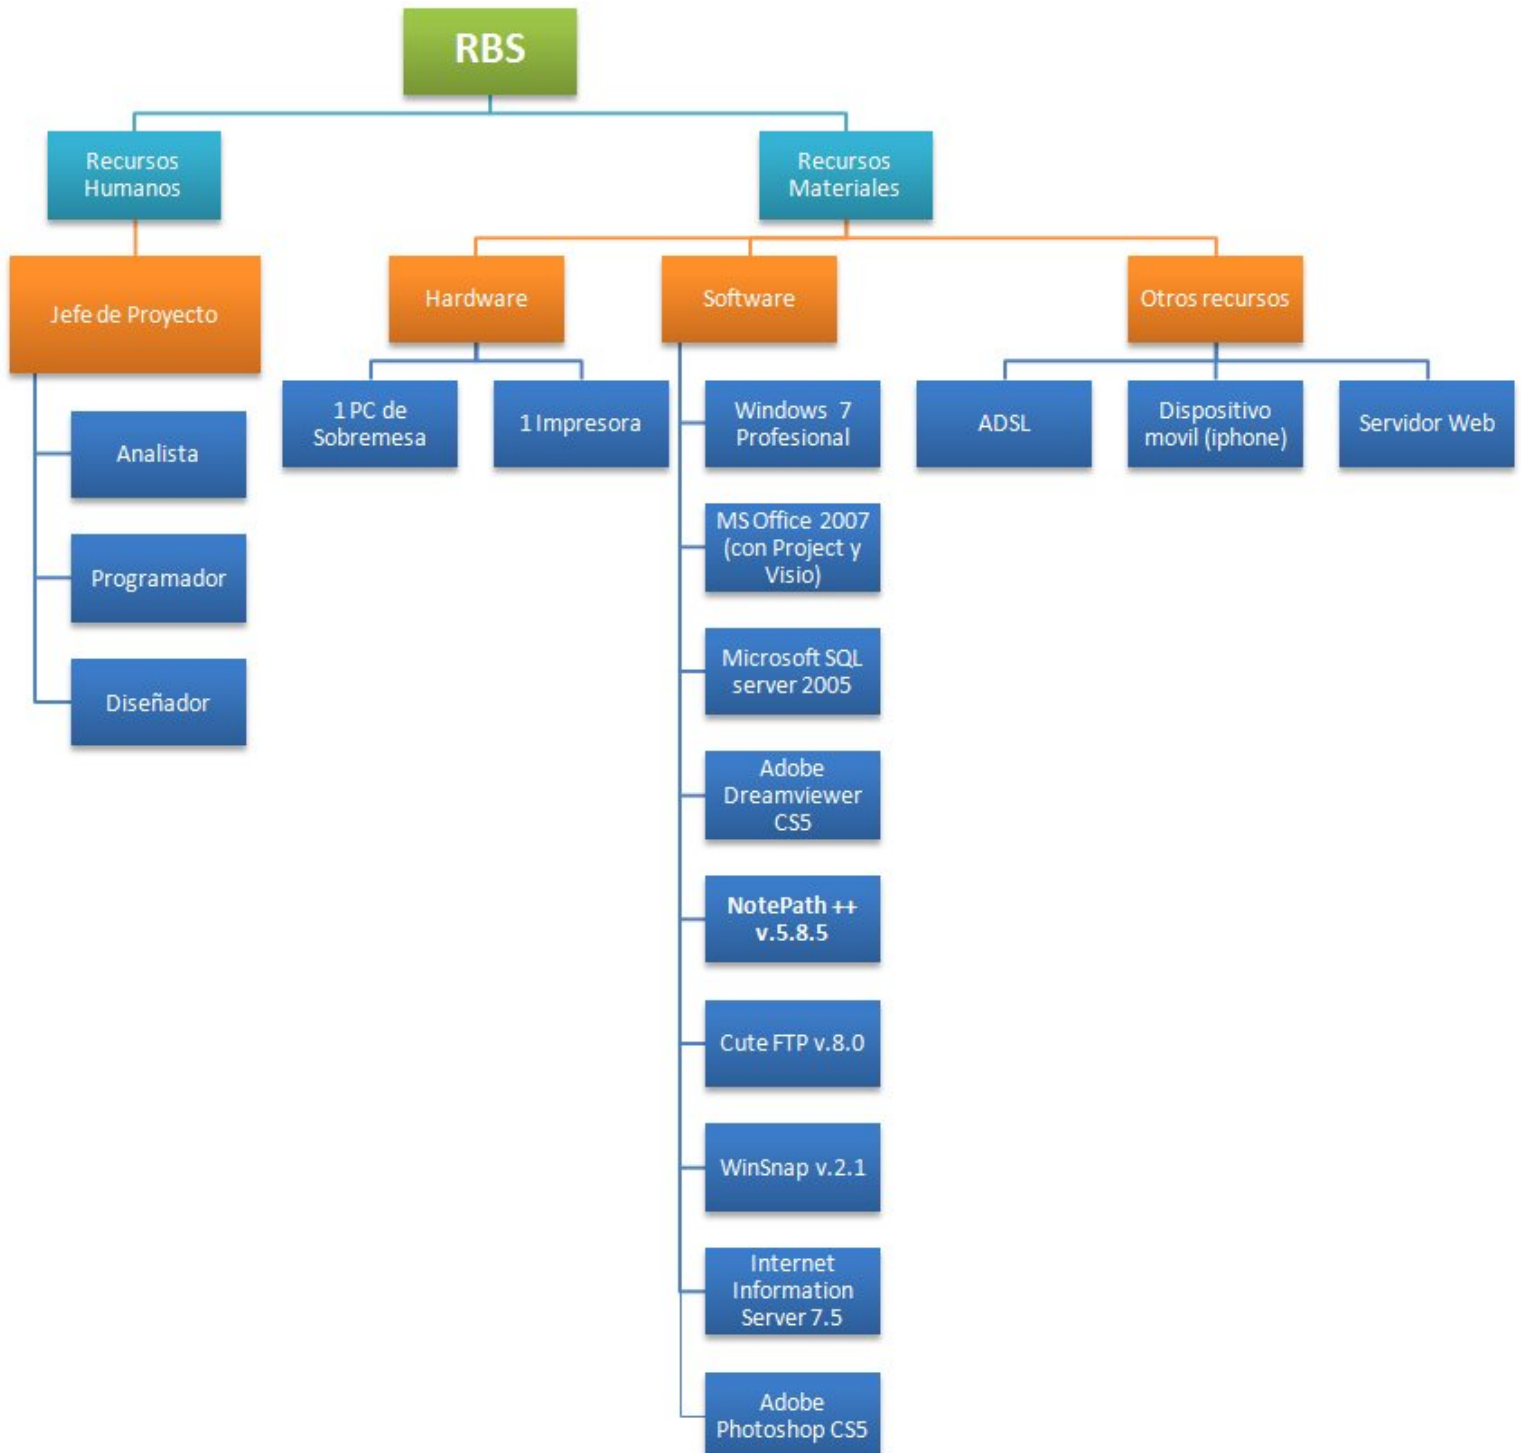 RBS
Recursos
Humanos
Recursos
Materiales
Jefe de Proyecto
Hardware
Software
Otros recursos
Analista
Programador
Diseñador
1 PC de
Sobremesa
1 Impresora
Windows 7
Profesional
MS Office 2007
(con Project y
Visio)
Microsoft SQL
server 2005
Adobe
Dreamviewer
CS5
NotePath ++
v.5.8.5
Cute FTP v.8.0
WinSnap v.2.1
Internet
Information
Server 7.5
Adobe
Photoshop CS5
ADSL
Dispositivo
movil (iphone)
Servidor Web